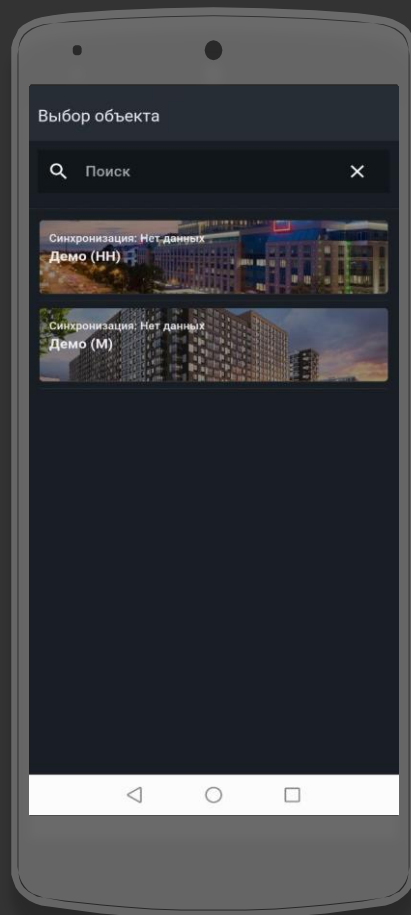 Выбор объекта
Поиск
Синхронизация: Нет данных
Демо (НН)
Синхронизация: Нет данных
Демо (М)